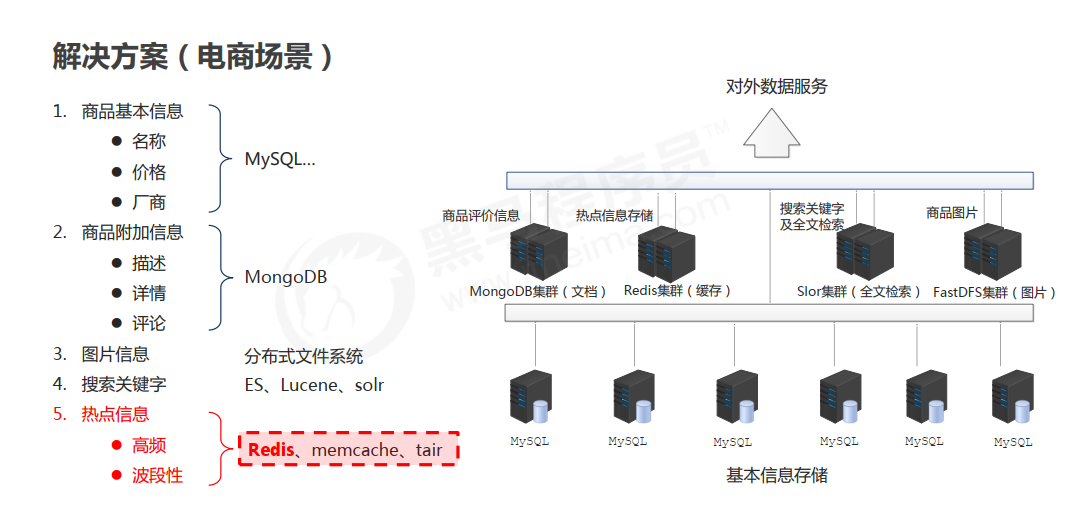 解决方案（电商场景）
1. 商品基本信息
● 名称
● 价格
● 厂商
MySQL...
2. 商品附加信息
● 描述
● 详情
● 评论
MongoDB
3. 图片信息 分布式文件系统
4. 搜索关键字 ES、Lucene、solr
5. 热点信息
● 高频
● 波段性
Redis、memcache、tair
对外数据服务
商品评价信息
热点信息存储
搜索关键字
及全文检索
商品图片
MongoDB集群（文档）
Redis集群（缓存）
Slor集群（全文检索）
FastDFS集群（图片）
MySQL
MySQL
MySQL
MySQL
MySQL
MySQL
基本信息存储
黑马程序员™
www.itheima.com